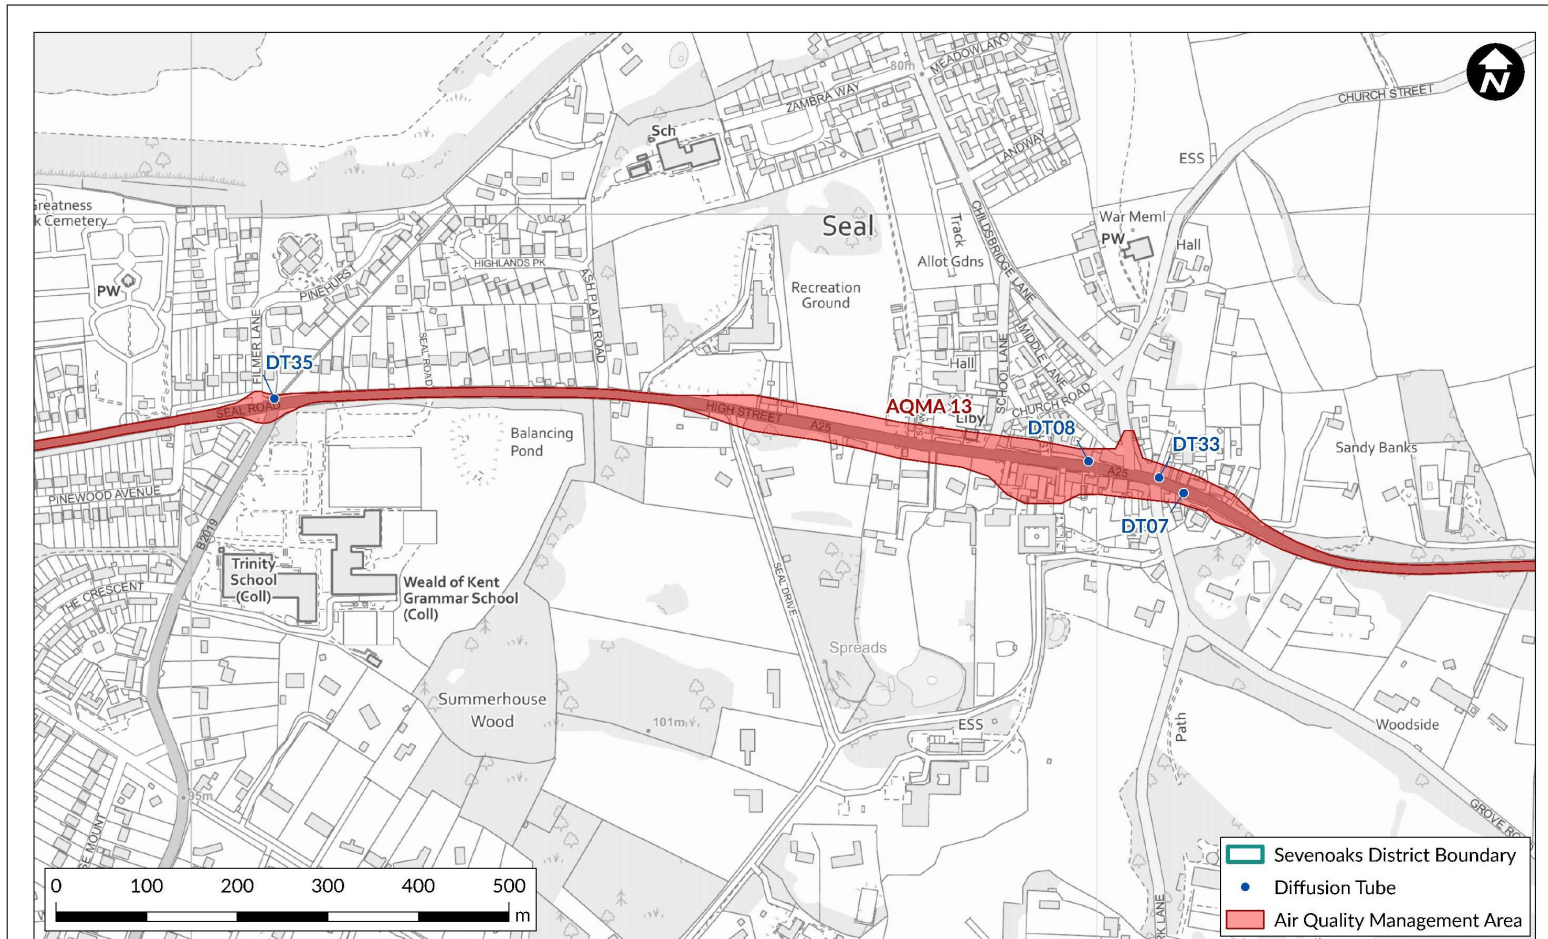 N
80m
MEADOWLAND
ZAMBRA WAY
CHURCH STREET
Sch
LANDWAY
ESS
Greatness
k Cemetery
Seal
CHILDSBRIDGE LANE
Track
War Meml
PW
Hall
Allot Gdns
HIGHLANDS PK
PINEHURST
PW
ASH PLATT ROAD
Recreation
Ground
FILMER LANE
SEAL ROAD
SCHOOL LANE
MIDDLE LANE
Hall
DT35
CHURCH ROAD
SEAL ROAD
HIGH STREET
A25
AQMA 13
Liby
DT08
DT33
A25
Sandy Banks
Balancing
Pond
PINEWOOD AVENUE
DT07
B2019
Trinity
School
(Coll)
Weald of Kent
Grammar School
(Coll)
SEAL DRIVE
THE CRESCENT
Spreads
Summerhouse
Wood
101m
ESS
Path
Woodside
95m
SE MOUNT
GROVE RO
RK LANE
0 100 200 300 400 500
m
Sevenoaks District Boundary
Diffusion Tube
Air Quality Management Area